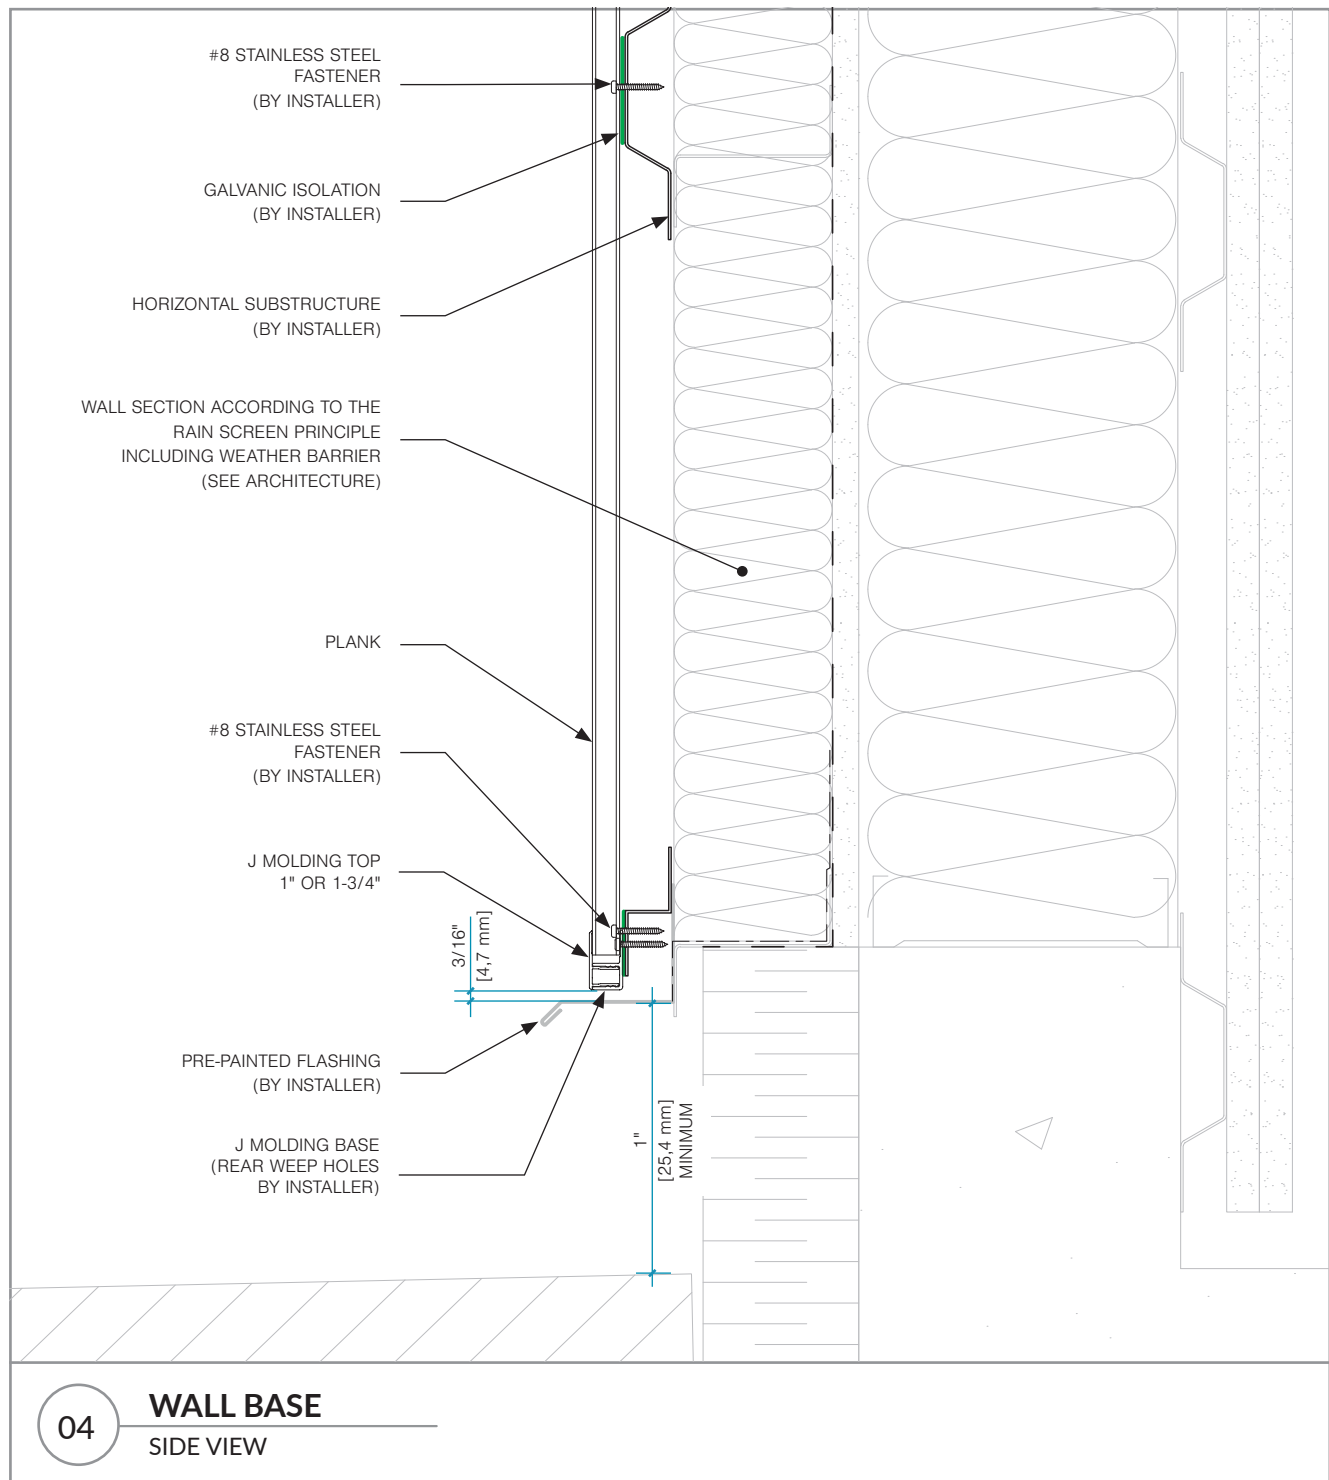 #8 STAINLESS STEEL
FASTENER
(BY INSTALLER)
GALVANIC ISOLATION
(BY INSTALLER)
HORIZONTAL SUBSTRUCTURE
(BY INSTALLER)
WALL SECTION ACCORDING TO THE
RAIN SCREEN PRINCIPLE
INCLUDING WEATHER BARRIER
(SEE ARCHITECTURE)
PLANK
#8 STAINLESS STEEL
FASTENER
(BY INSTALLER)
J MOLDING TOP
1" OR 1-3/4"
3/16"
[4,7 mm]
PRE-PAINTED FLASHING
(BY INSTALLER)
1"
[25,4 mm]
MINIMUM
J MOLDING BASE
(REAR WEEP HOLES
BY INSTALLER)
04
WALL BASE
SIDE VIEW